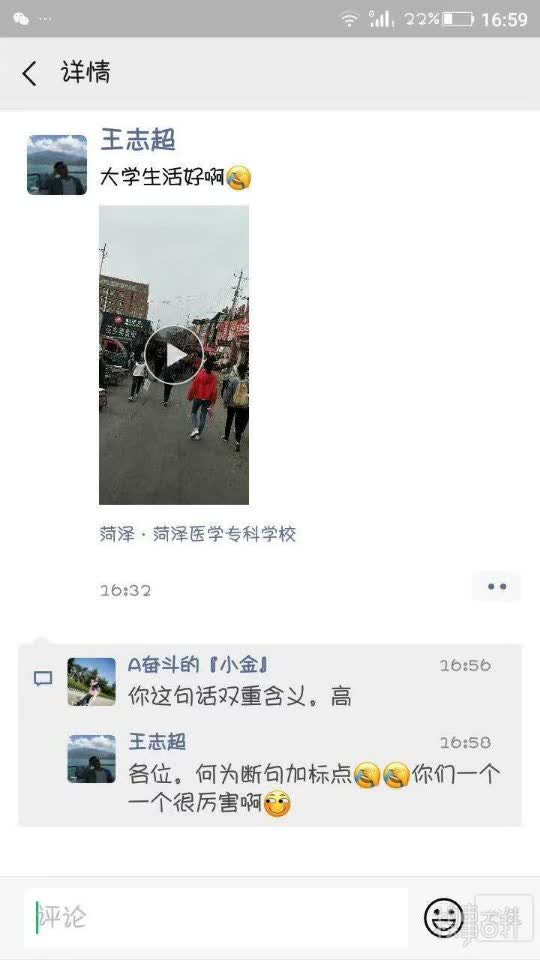 22% 16:59
详情
王志超
大学生活好啊
菏泽·菏泽医学专科学校
16:32
A奋斗的『小金』 16:56
你这句话双重含义。高
王志超 16:58
各位。何为断句加标点你们一个
一个很厉害啊
评论